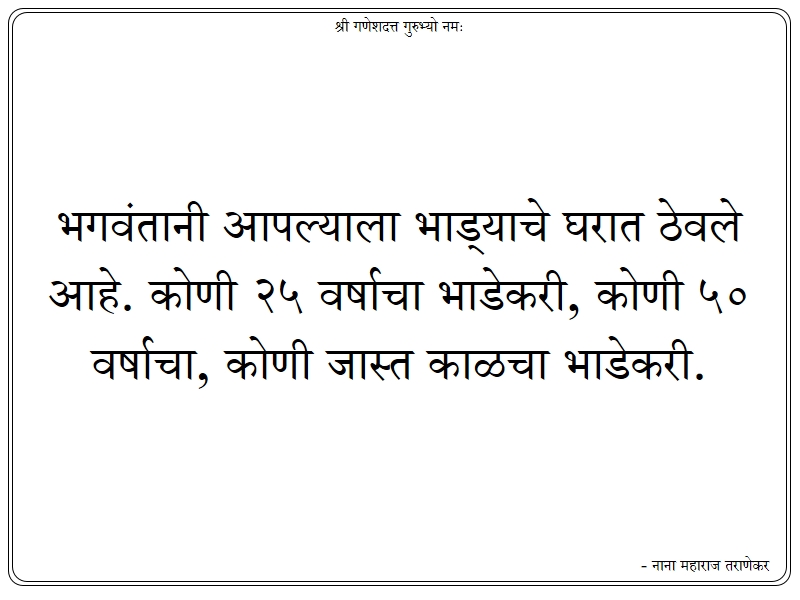 श्री गणेशदत्त गुरुभ्यो नमः
भगवंतानी आपल्याला भाड्याचे घरात ठेवले
आहे. कोणी २५ वर्षाचा भाडेकरी, कोणी ५०
वर्षाचा, कोणी जास्त काळचा भाडेकरी.
- नाना महाराज तराणेकर